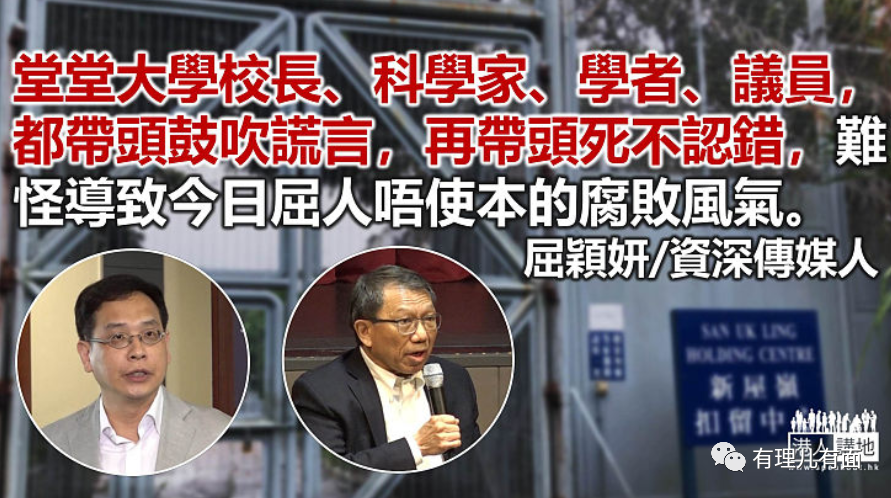 堂堂大學校長、科學家、學者、議員，
都帶頭鼓吹謊言，再帶頭死不認錯，難
怪導致今日屈人唔使本的腐敗風氣。
屈穎妍/資深傳媒人
SAN UK LING
HOLDING CENTRE
新屋嶺
扣留中
港人講地
有理儿有面